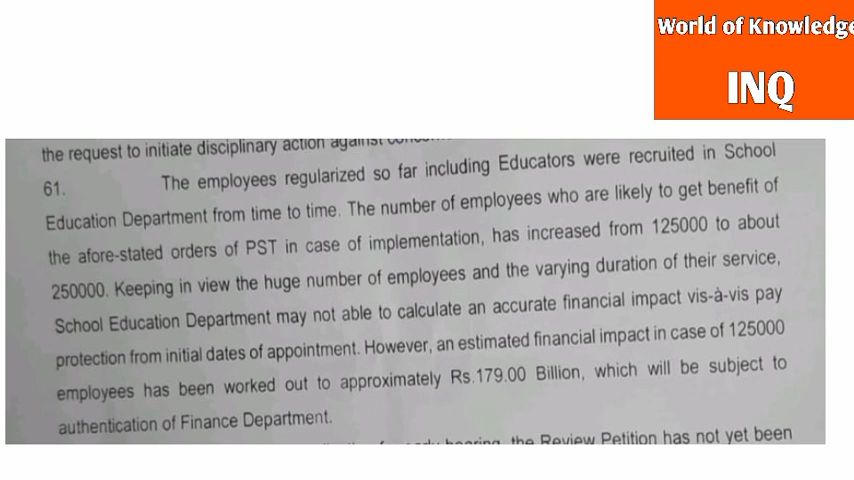 World of Knowledge
INQ
the request to initiate disciplinary action against
61. The employees regularized so far including Educators were recruited in School
Education Department from time to time. The number of employees who are likely to get benefit of
the afore-stated orders of PST in case of implementation, has increased from 125000 to about
250000. Keeping in view the huge number of employees and the varying duration of their service,
School Education Department may not able to calculate an accurate financial impact vis-à-vis pay
protection from initial dates of appointment. However, an estimated financial impact in case of 125000
employees has been worked out to approximately Rs.179.00 Billion, which will be subject to
authentication of Finance Department.
hearing, the Review Petition has not yet been